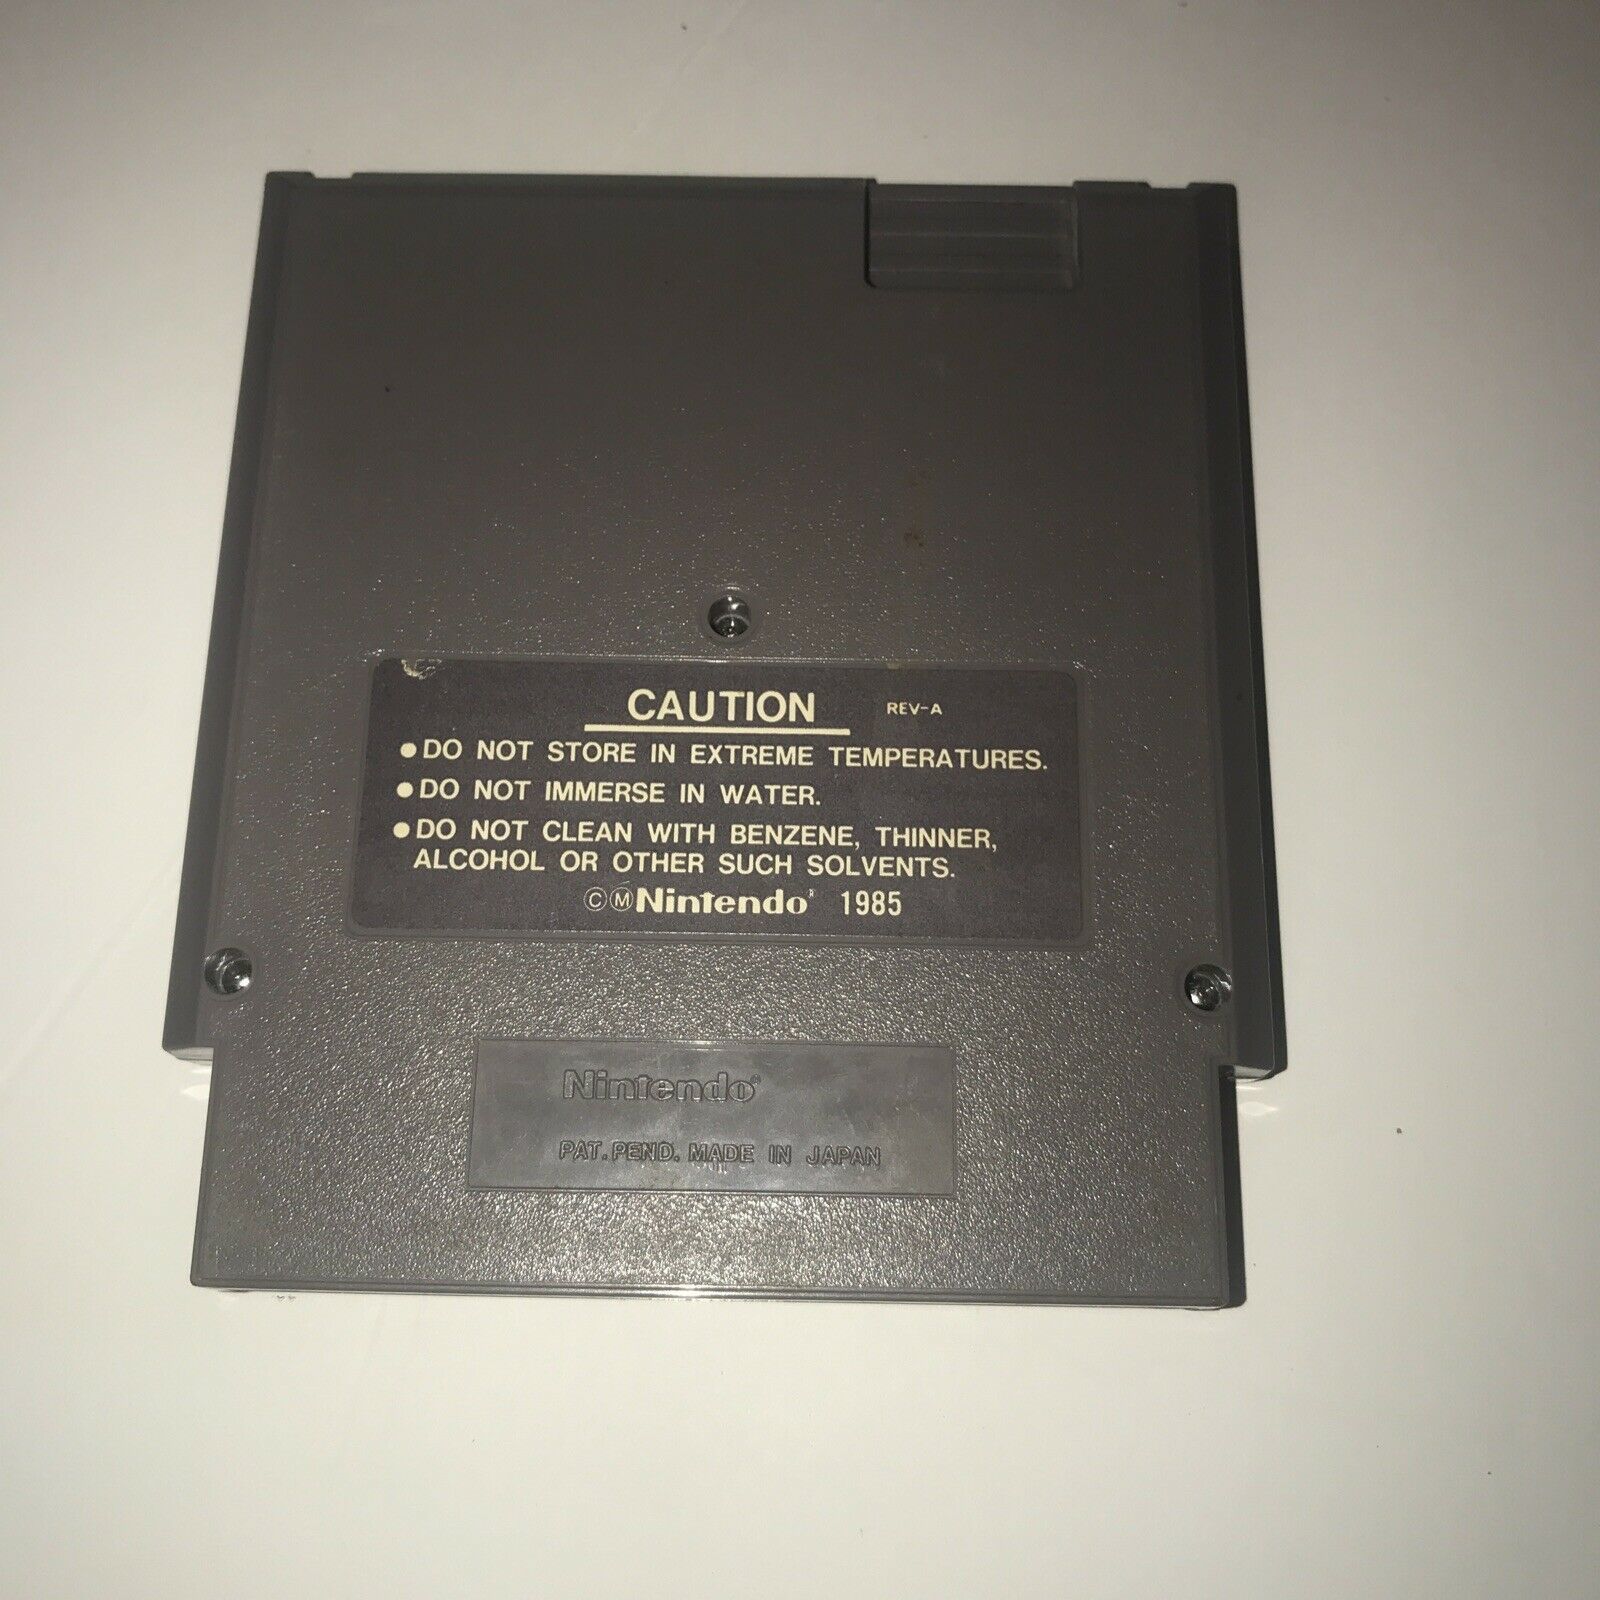 CAUTION REV-A
●DO NOT STORE IN EXTREME TEMPERATURES.
●DO NOT IMMERSE IN WATER.
●DO NOT CLEAN WITH BENZENE, THINNER,
ALCOHOL OR OTHER SUCH SOLVENTS.
ⒸⓂNintendo® 1985
Nintendo®
PAT. PEND. MADE IN JAPAN